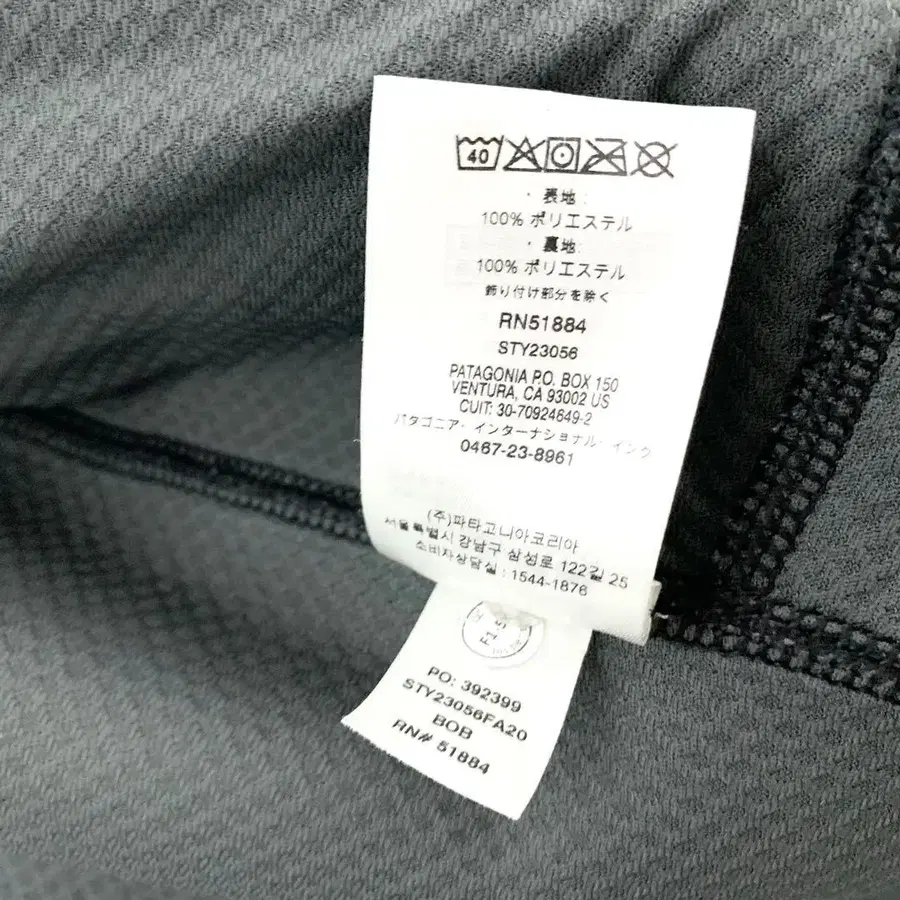 40
・表地：
100% ポリエステル
・裏地：
100% ポリエステル
飾り付け部分を除く
RN51884
STY23056
PATAGONIA P.O. BOX 150
VENTURA, CA 93002 US
CUIT: 30-70924649-2
パタゴニア・インターナショナル・インク
0467-23-8961
(주)파타고니아코리아
서울특별시 강남구 삼성로 122길 25
소비자상담실 : 1544-1876
PO: 392399
STY23056FA20
BOB
RN# 51884